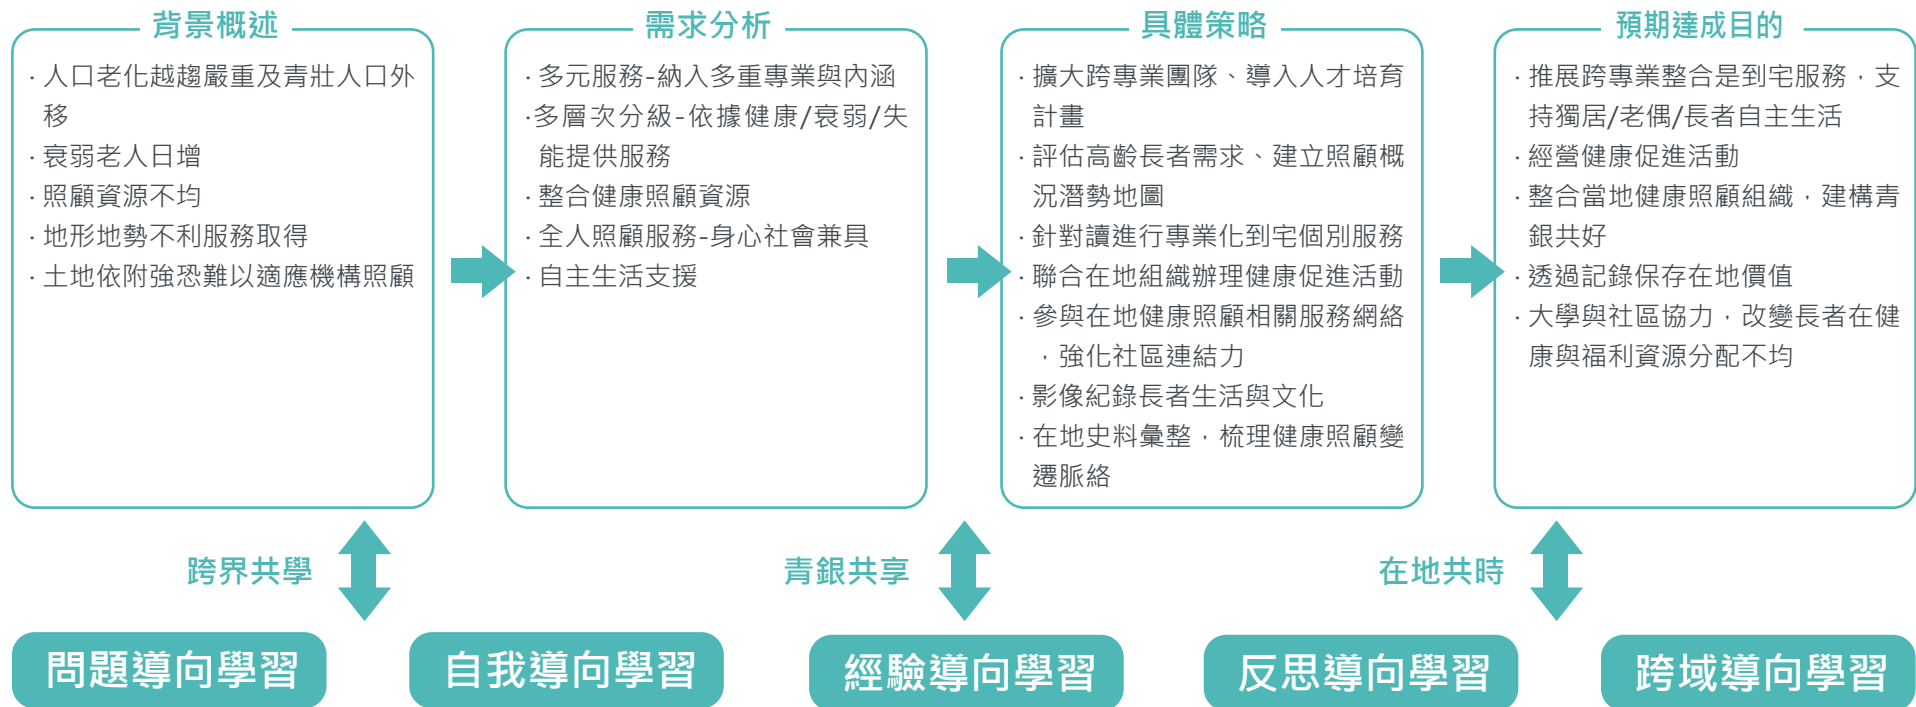 背景概述
· 人口老化越趨嚴重及青壯人口外
移
· 衰弱老人日增
· 照顧資源不均
· 地形地勢不利服務取得
· 土地依附強恐難以適應機構照顧
需求分析
· 多元服務-納入多重專業與內涵
·多層次分級-依據健康/衰弱/失
能提供服務
· 整合健康照顧資源
· 全人照顧服務-身心社會兼具
· 自主生活支援
具體策略
· 擴大跨專業團隊、導入人才培育
計畫
· 評估高齡長者需求、建立照顧概
況潛勢地圖
· 針對讀進行專業化到宅個別服務
· 聯合在地組織辦理健康促進活動
· 參與在地健康照顧相關服務網絡
，強化社區連結力
· 影像紀錄長者生活與文化
· 在地史料彙整，梳理健康照顧變
遷脈絡
預期達成目的
· 推展跨專業整合是到宅服務，支
持獨居/老偶/長者自主生活
· 經營健康促進活動
· 整合當地健康照顧組織，建構青
銀共好
· 透過記錄保存在地價值
· 大學與社區協力，改變長者在健
康與福利資源分配不均
跨界共學
青銀共享
在地共時
問題導向學習
自我導向學習
經驗導向學習
反思導向學習
跨域導向學習